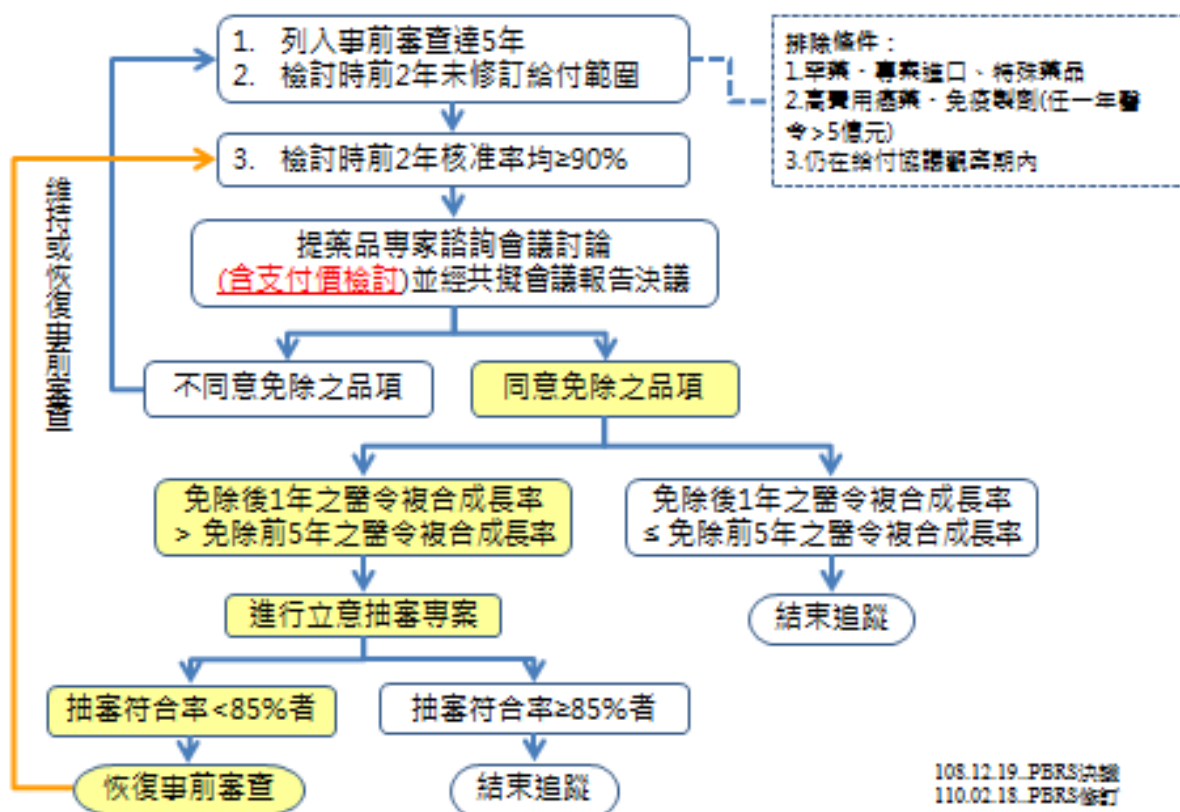 1. 列入事前審查達5年
2. 檢討時前2年未修訂給付範圍
排除條件：
1.罕藥、專案進口、特殊藥品
2.高費用癌藥、免疫製劑(任一年醫
令>5億元)
3.仍在給付協議觀察期內
3. 檢討時前2年核准率均≥90%
維持或恢復事前審查
提藥品專家諮詢會議討論
(含支付價檢討)並經共擬會議報告決議
不同意免除之品項
同意免除之品項
免除後1年之醫令複合成長率
> 免除前5年之醫令複合成長率
免除後1年之醫令複合成長率
≤ 免除前5年之醫令複合成長率
進行立意抽審專案
結束追蹤
抽審符合率<85%者
抽審符合率≥85%者
恢復事前審查
結束追蹤
108.12.19_PBRS決議
110.02.18_PBRS修訂